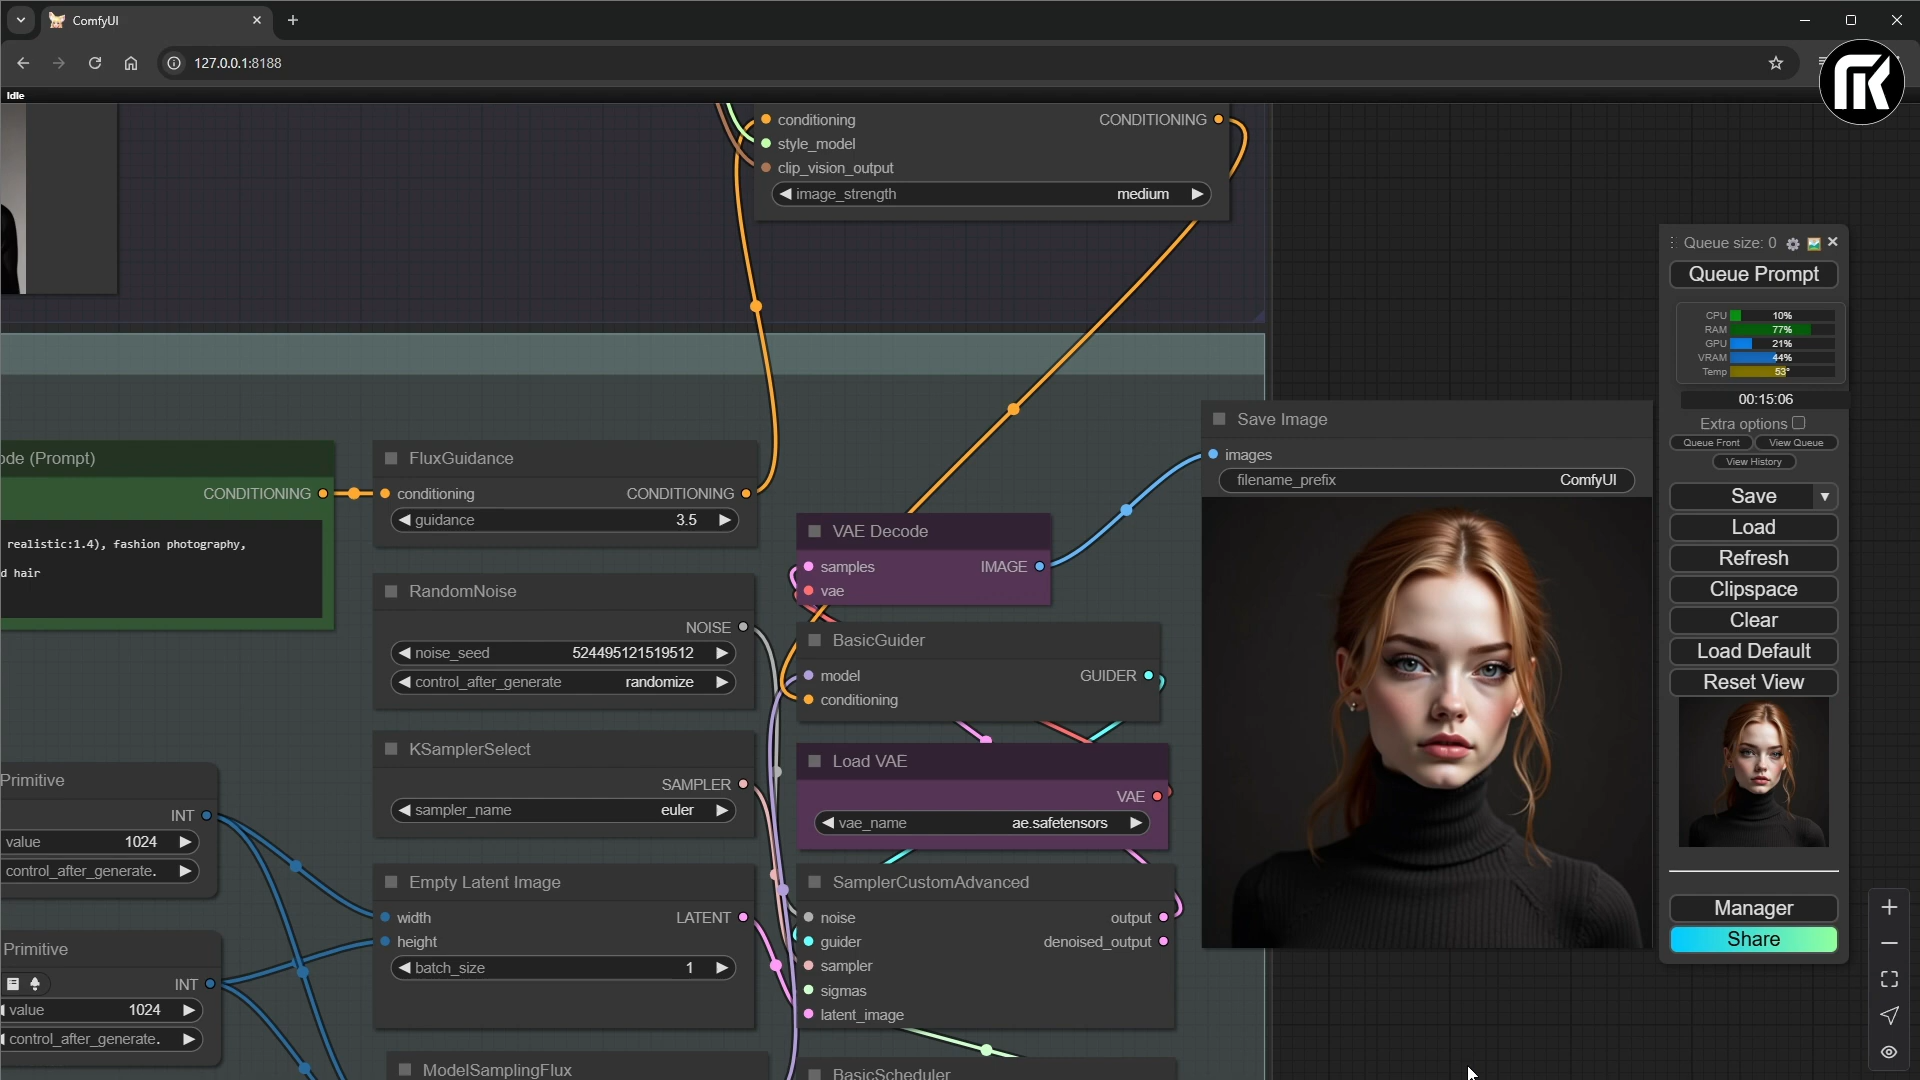 ComfyUI
127.0.0.1:8188
Idle
conditioning CONDITIONING
style_model
clip_vision_output
image_strength medium
Queue size: 0
Queue Prompt
CPU 10%
RAM 77%
GPU 21%
VRAM 44%
Temp 53°
00:15:06
Extra options
Queue Front View Queue
View History
Save
Load
Refresh
Clipspace
Clear
Load Default
Reset View
Manager
Share
Save Image
images
filename_prefix ComfyUI
ode (Prompt)
CONDITIONING
realistic:1.4), fashion photography,
d hair
FluxGuidance
conditioning CONDITIONING
guidance 3.5
RandomNoise
NOISE
noise_seed 524495121519512
control_after_generate randomize
KSamplerSelect
SAMPLER
sampler_name euler
Empty Latent Image
width LATENT
height
batch_size 1
ModelSamplingFlux
VAE Decode
samples IMAGE
vae
BasicGuider
model GUIDER
conditioning
Load VAE
VAE
vae_name ae.safetensors
SamplerCustomAdvanced
noise output
guider denoised_output
sampler
sigmas
latent_image
BasicScheduler
Primitive
INT
value 1024
control_after_generate.
Primitive
INT
value 1024
control_after_generate.